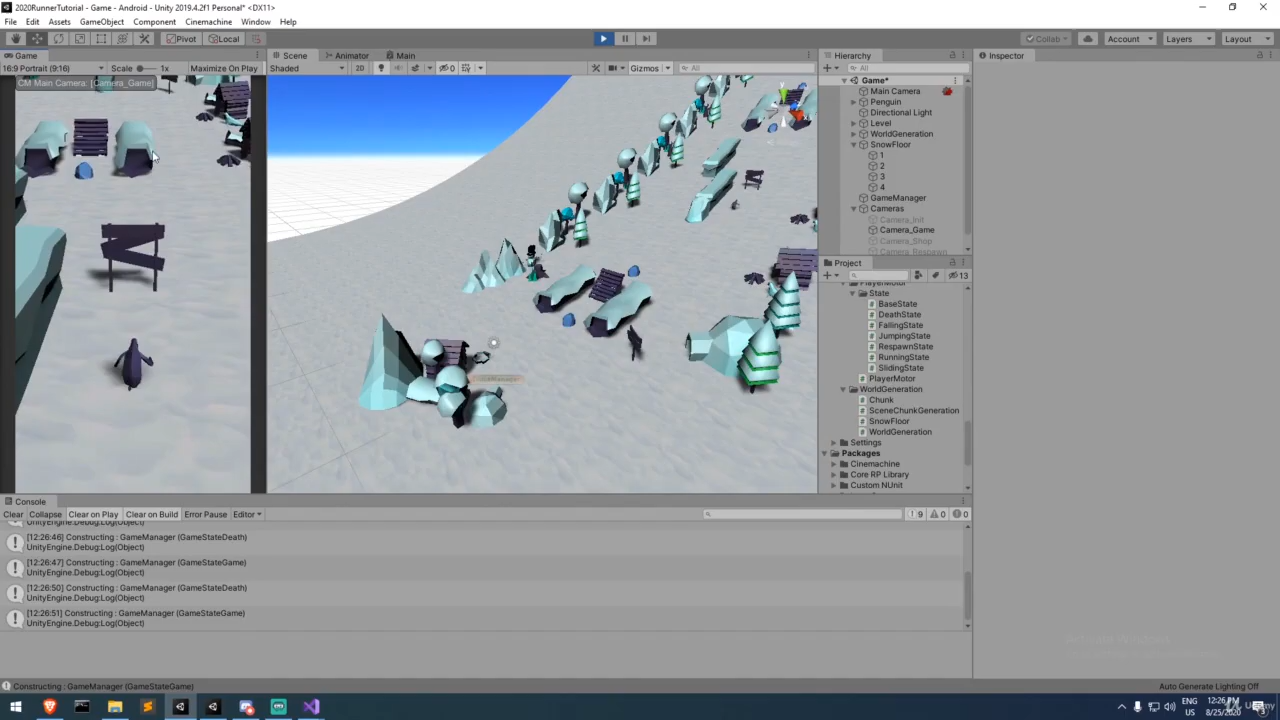 2020RunnerTutorial - Game - Android - Unity 2019.4.2f1 Personal* <DX11>
File Edit Assets GameObject Component Cinemachine Window Help
Pivot Local Collab Account Layers Layout
Game
16:9 Portrait (9:16) Scale 1x Maximize On Play
CM Main Camera: [Camera_Game]
Scene Animator Main
Shaded 2D 0 Gizmos All
Hierarchy
All
Game*
Main Camera
Penguin
Directional Light
Level
WorldGeneration
SnowFloor
1
2
3
4
GameManager
Cameras
Camera_Init
Camera_Game
Camera_Shop
Camera_Respawn
Project
13
PlayerMotor
State
BaseState
DeathState
FallingState
JumpingState
RespawnState
RunningState
SlidingState
PlayerMotor
WorldGeneration
Chunk
SceneChunkGeneration
SnowFloor
WorldGeneration
Settings
Packages
Cinemachine
Core RP Library
Custom NUnit
Inspector
Console
Clear Collapse Clear on Play Clear on Build Error Pause Editor 9 0 0
UnityEngine.Debug:Log(Object)
[12:26:46] Constructing : GameManager (GameStateDeath)
UnityEngine.Debug:Log(Object)
[12:26:47] Constructing : GameManager (GameStateGame)
UnityEngine.Debug:Log(Object)
[12:26:50] Constructing : GameManager (GameStateDeath)
UnityEngine.Debug:Log(Object)
[12:26:51] Constructing : GameManager (GameStateGame)
UnityEngine.Debug:Log(Object)
Activate Windows
Constructing : GameManager (GameStateGame)
Auto Generate Lighting Off
ENG
US
12:26 PM
8/25/2020
3
Udemy